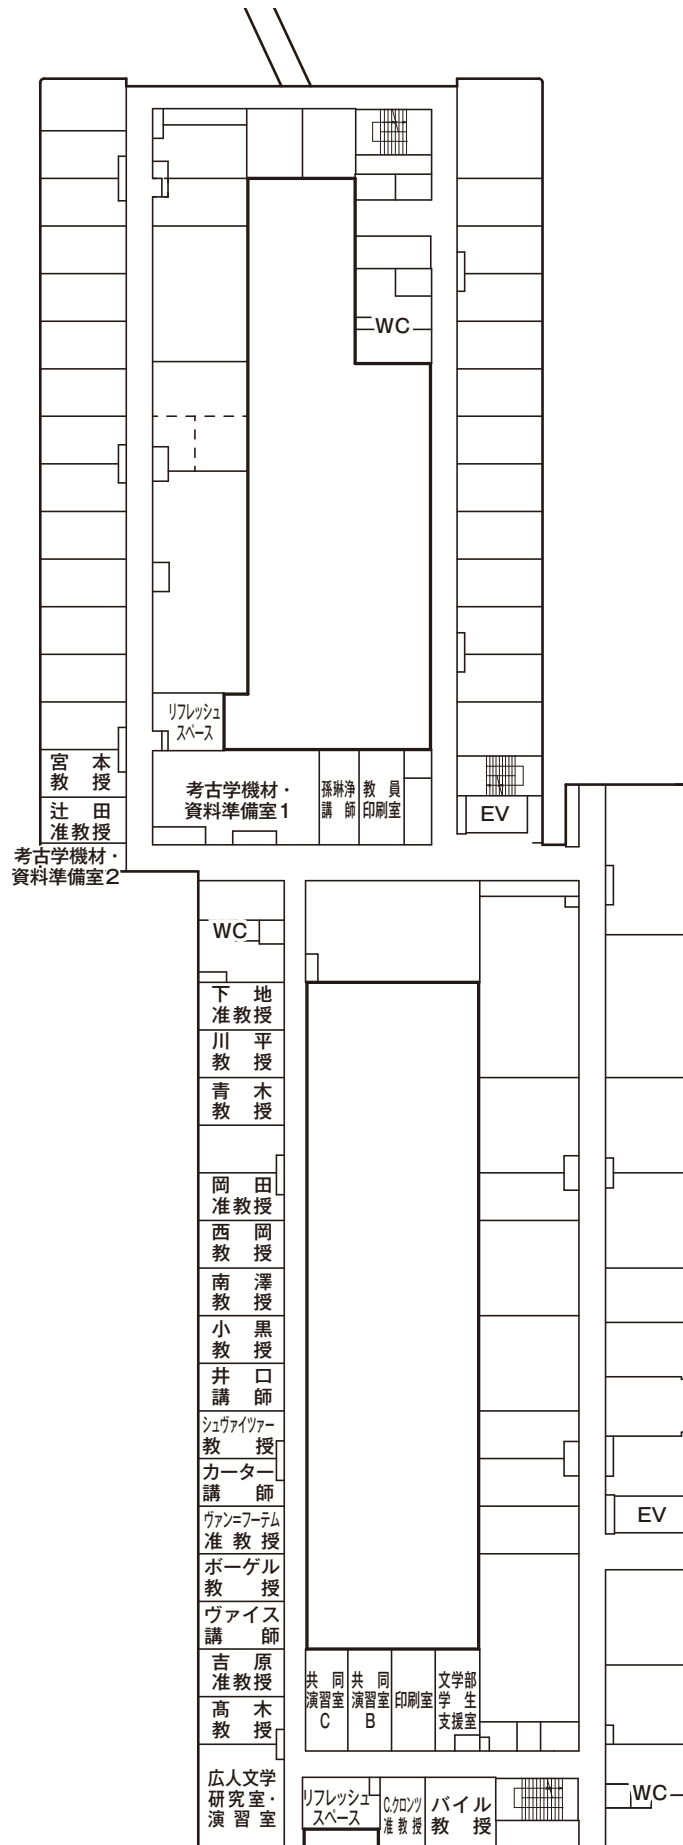 WC
リフレッシュ
スペース
宮本
教授
考古学機材・
資料準備室1
孫琳浄
講師
教員
印刷室
辻田
准教授
EV
考古学機材・
資料準備室2
WC
下地
准教授
川平
教授
青木
教授
岡田
准教授
西岡
教授
南澤
教授
小黒
教授
井口
講師
シュヴァイツァー
教授
カーター
講師
EV
ヴァン=フーテム
准教授
ボーゲル
教授
ヴァイス
講師
吉原
准教授
共同
演習室
C
共同
演習室
B
印刷室
文学部
学生
支援室
髙木
教授
広人文学
研究室・
演習室
リフレッシュ
スペース
C.クロンツ
准教授
バイル
教授
WC